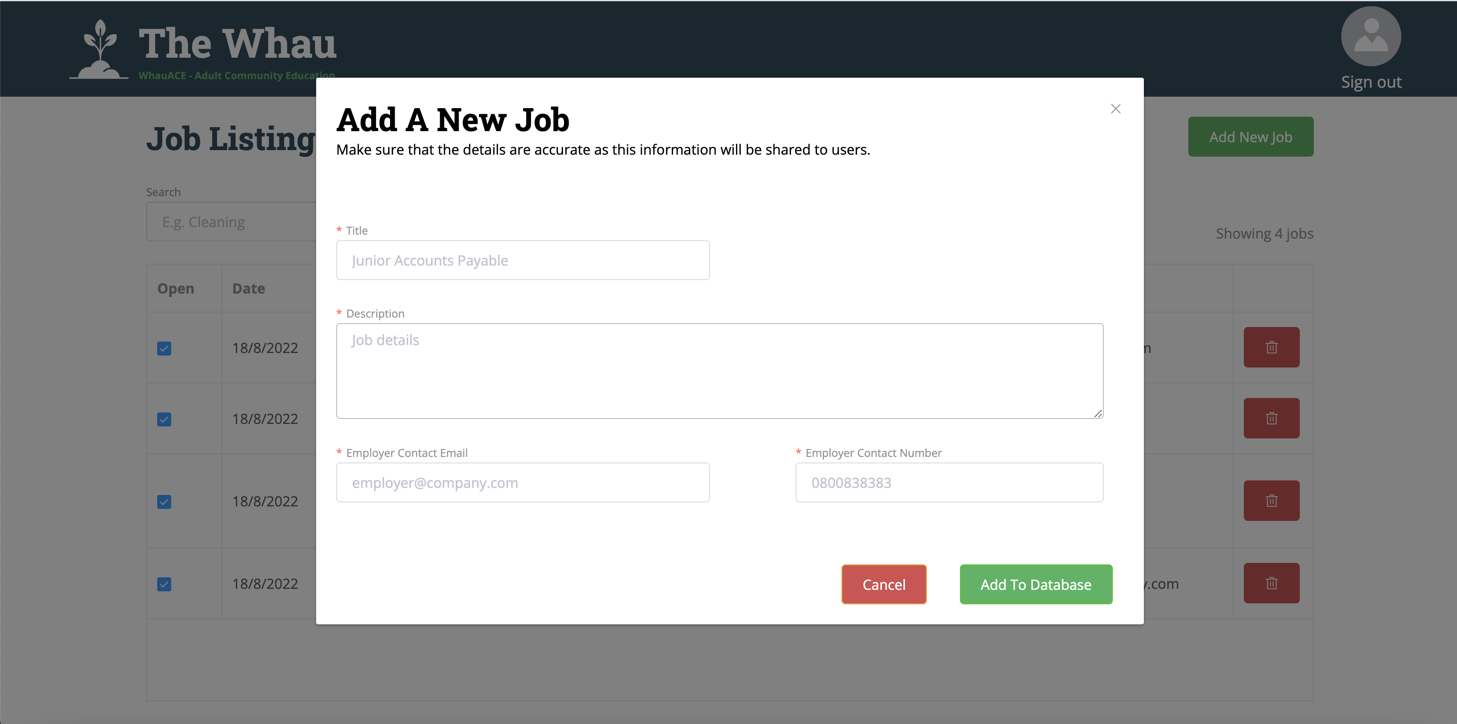 The Whau
WhauACE - Adult Community Education
Sign out
Job Listing
Add New Job
Search
E.g. Cleaning
Showing 4 jobs
Open Date
18/8/2022
18/8/2022
18/8/2022
18/8/2022 .com
Add A New Job
Make sure that the details are accurate as this information will be shared to users.
* Title
Junior Accounts Payable
* Description
Job details
* Employer Contact Email * Employer Contact Number
employer@company.com 0800838383
Cancel Add To Database